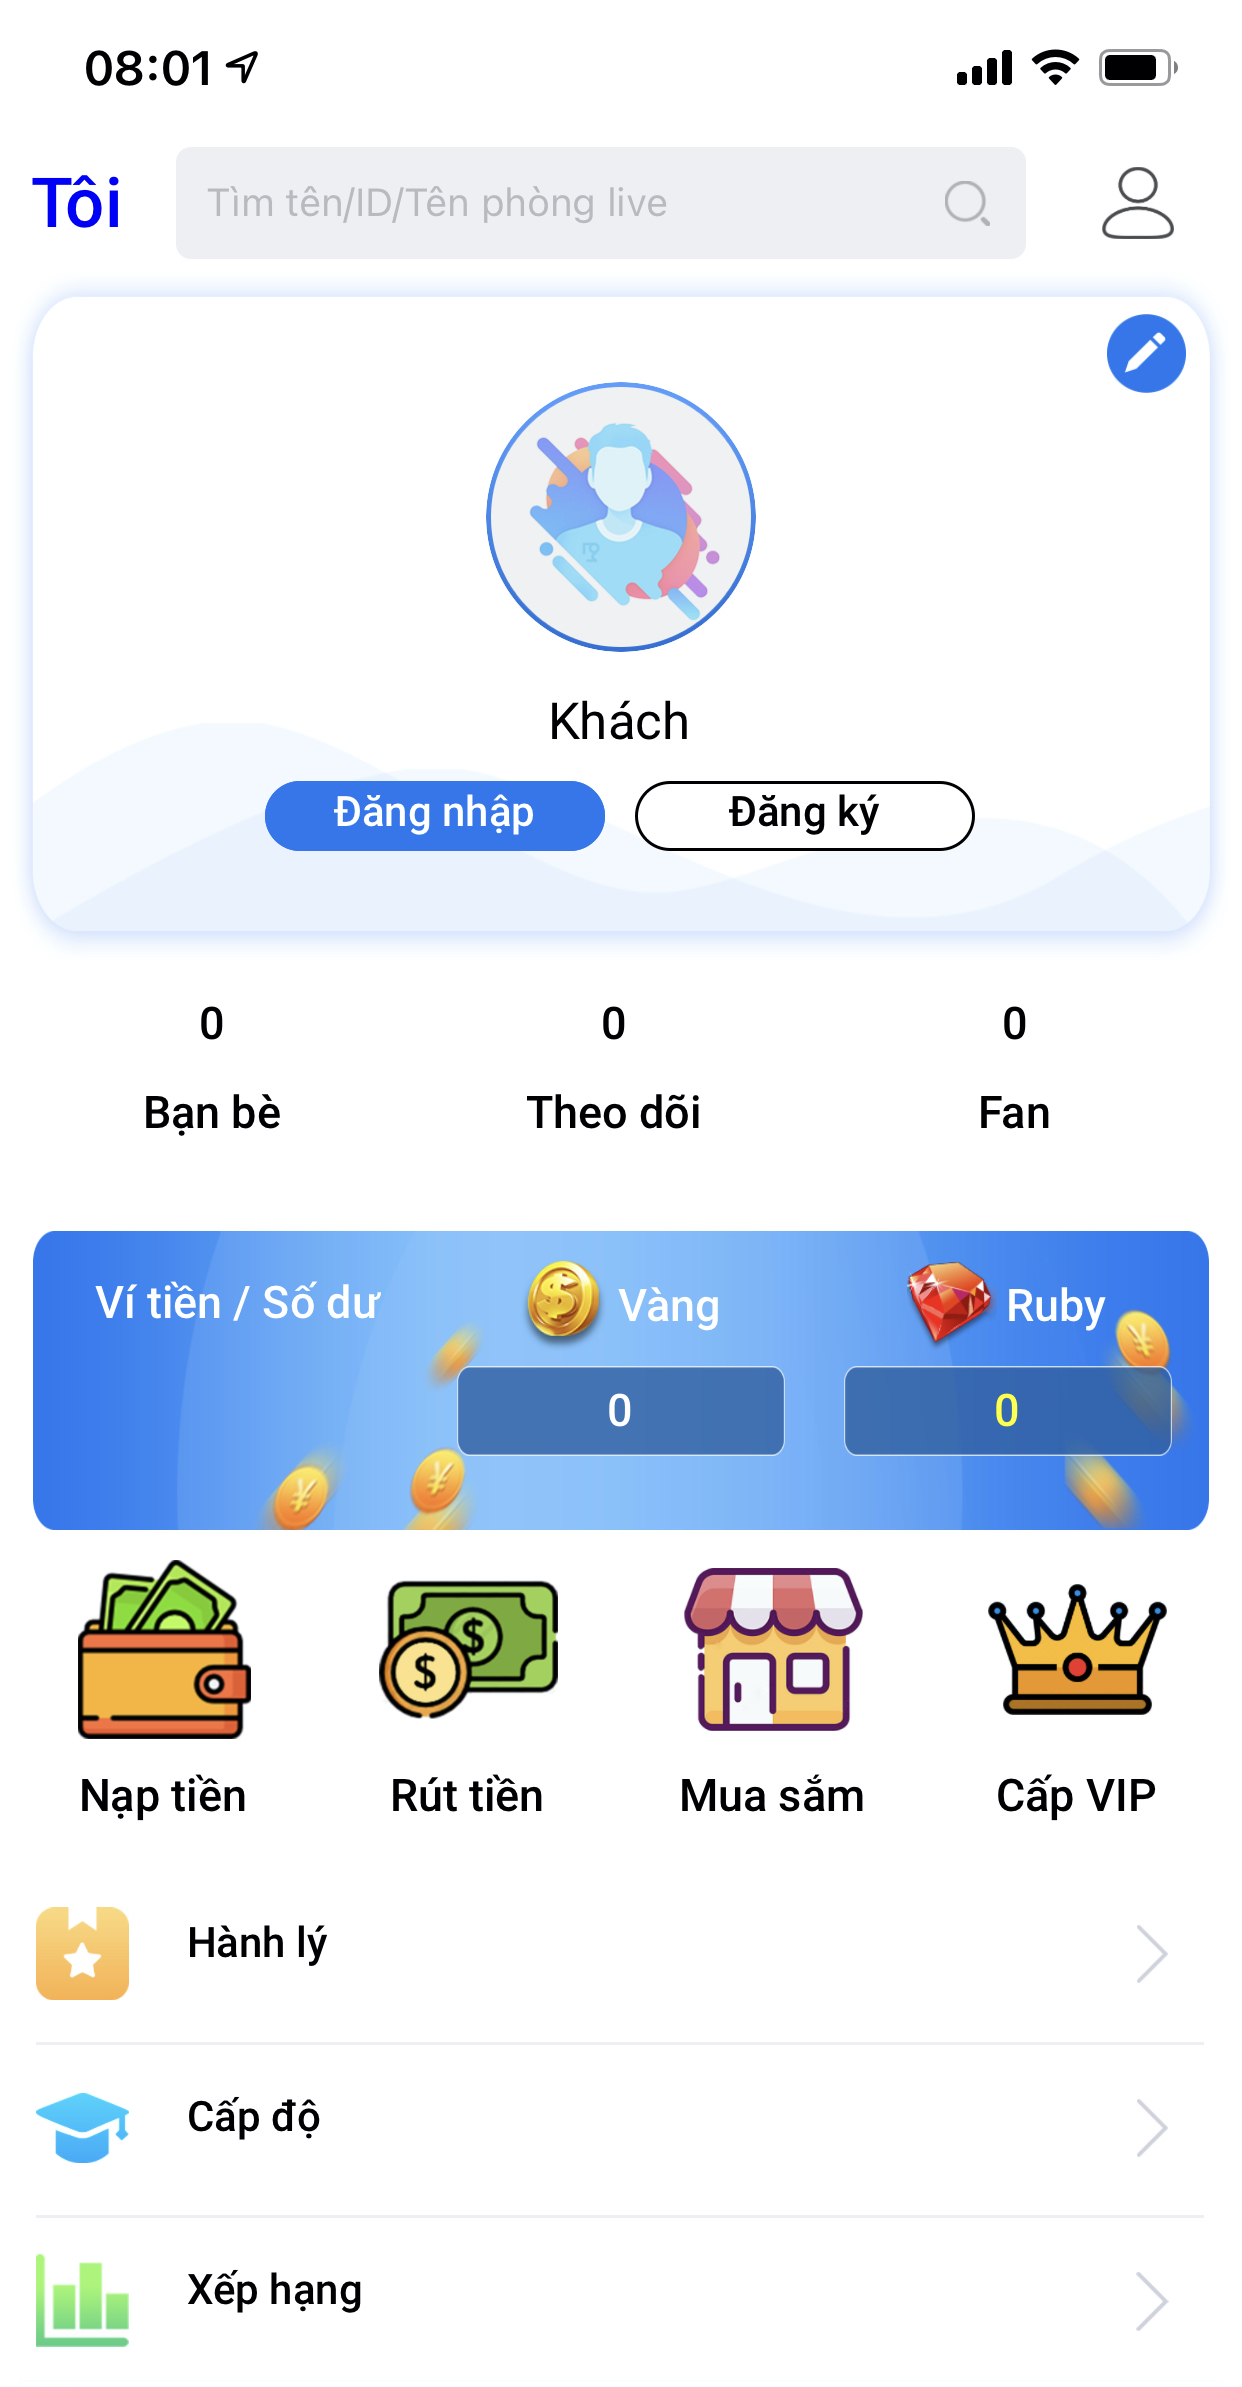 08:01
Tôi
Tìm tên/ID/Tên phòng live
Khách
Đăng nhập
Đăng ký
0
0
0
Bạn bè
Theo dõi
Fan
Ví tiền / Số dư
Vàng
Ruby
0
0
Nạp tiền
Rút tiền
Mua sắm
Cấp VIP
Hành lý
Cấp độ
Xếp hạng